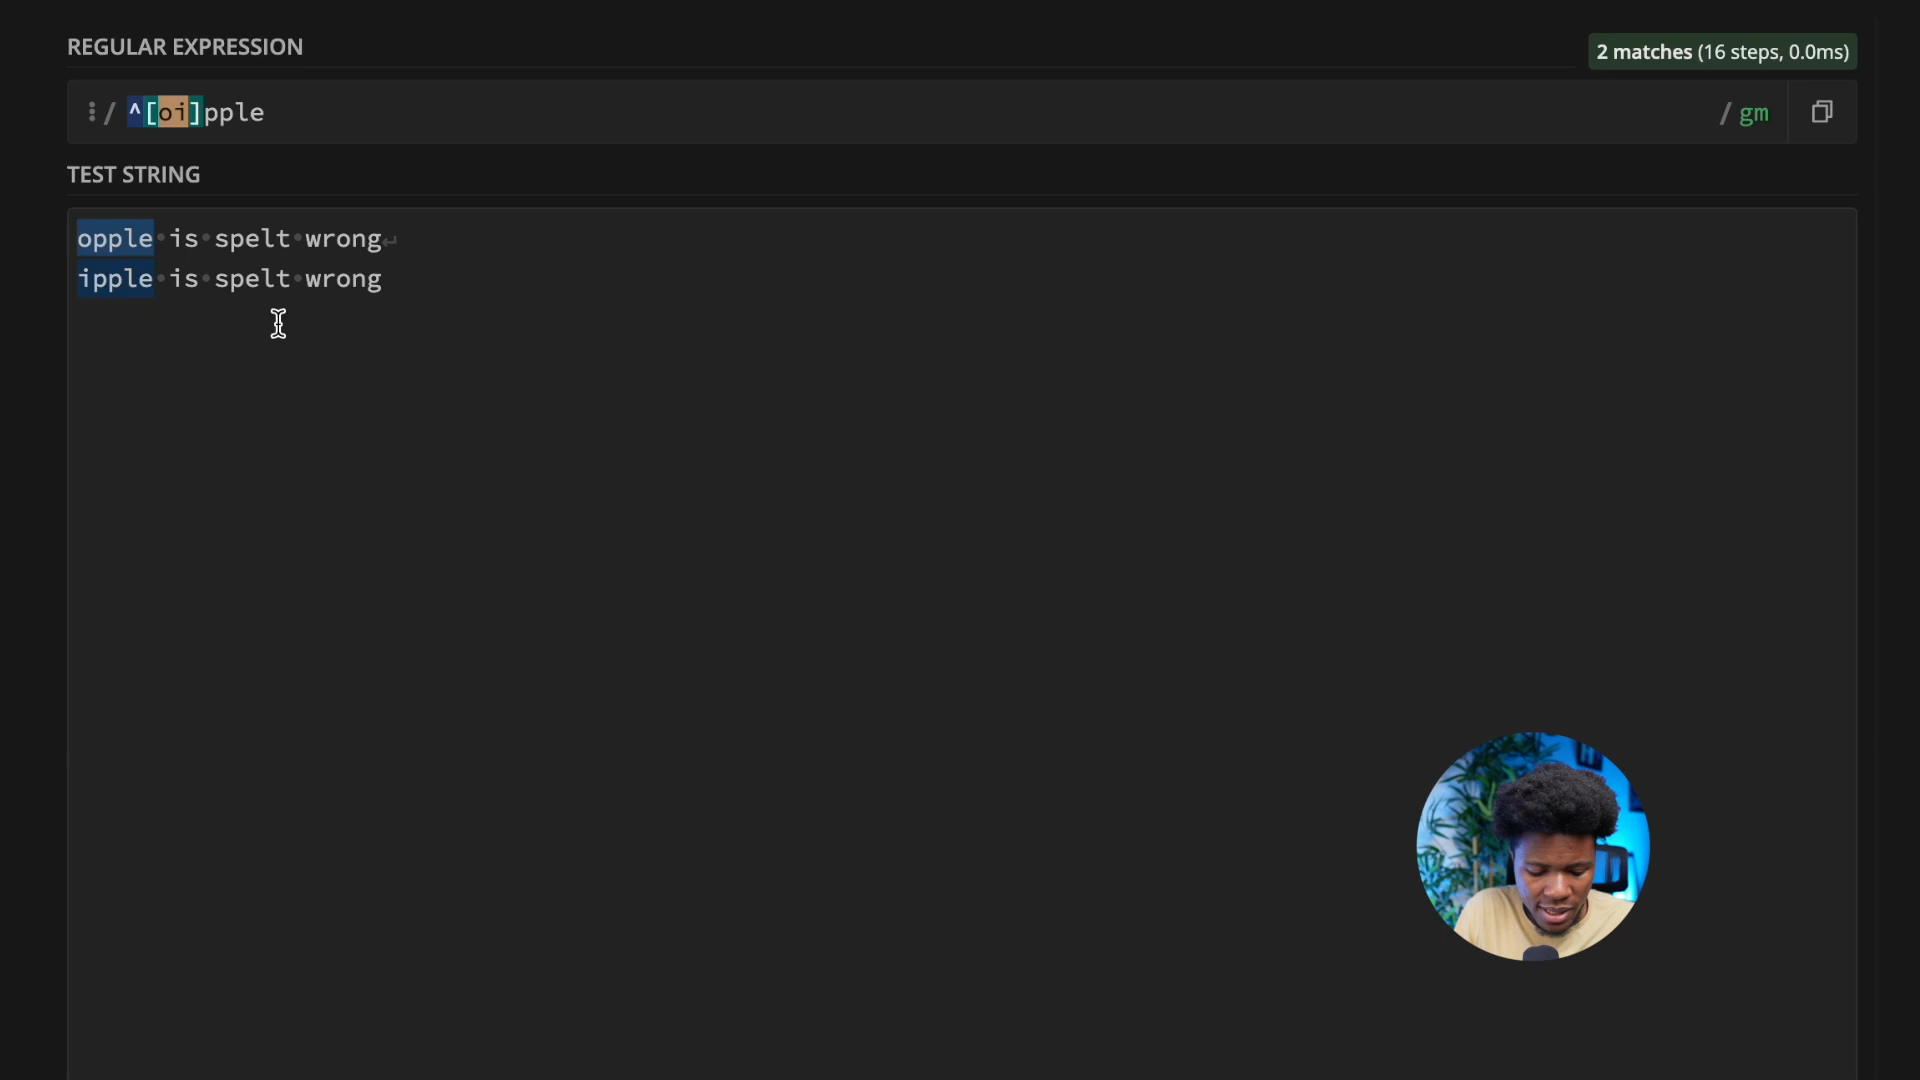 REGULAR EXPRESSION
2 matches (16 steps, 0.0ms)
/ ^[oi]pple / gm
TEST STRING
opple is spelt wrong
ipple is spelt wrong